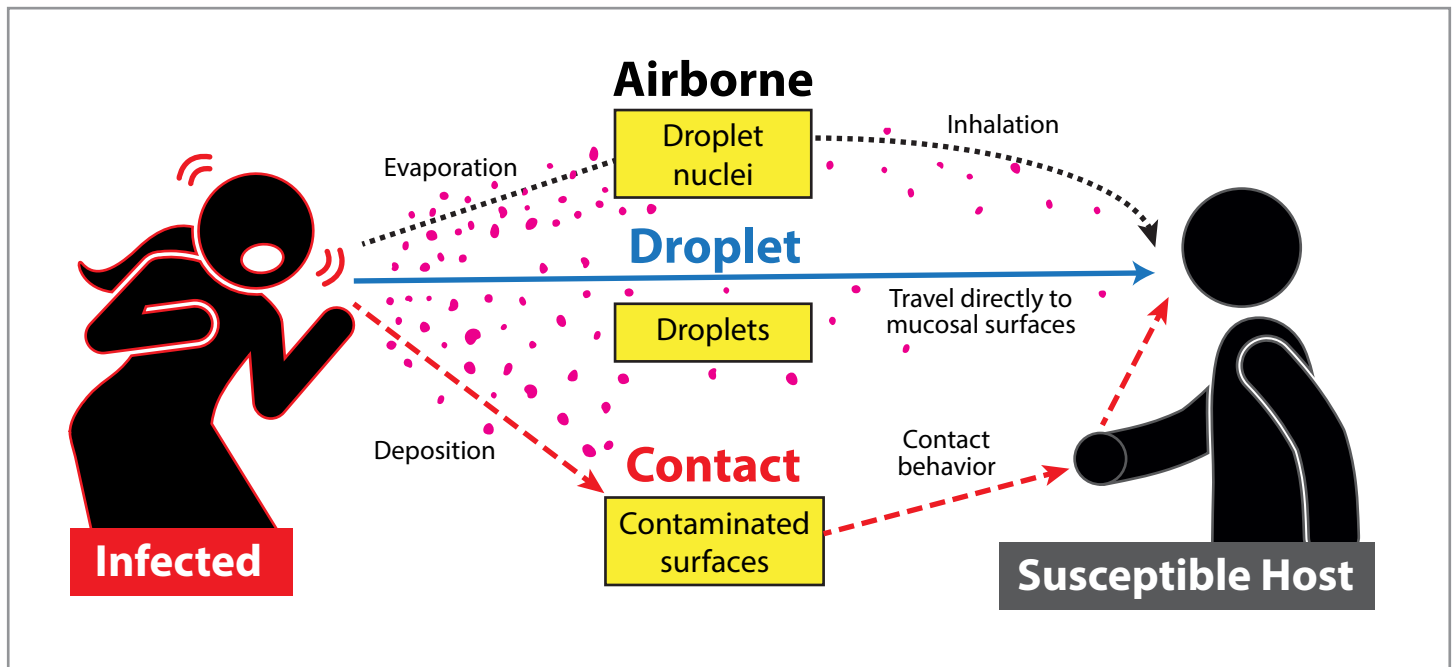 Airborne
Droplet
nuclei
Evaporation
Inhalation
Droplet
Travel directly to
mucosal surfaces
Droplets
Deposition
Contact
Contact
behavior
Contaminated
surfaces
Infected
Susceptible Host